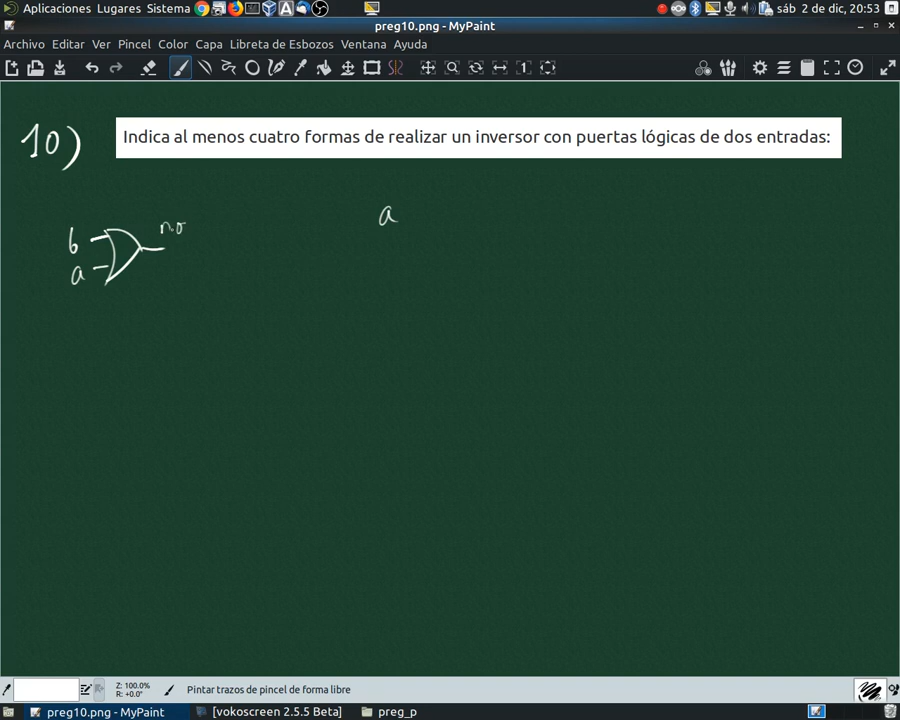 Aplicaciones Lugares Sistema sáb 2 de dic, 20:53
preg10.png - MyPaint
Archivo Editar Ver Pincel Color Capa Libreta de Esbozos Ventana Ayuda
10) Indica al menos cuatro formas de realizar un inversor con puertas lógicas de dos entradas:
a
b
a
Z: 100.0%
R: +0.0°
Pintar trazos de pincel de forma libre
preg10.png - MyPaint [vokoscreen 2.5.5 Beta] preg_p